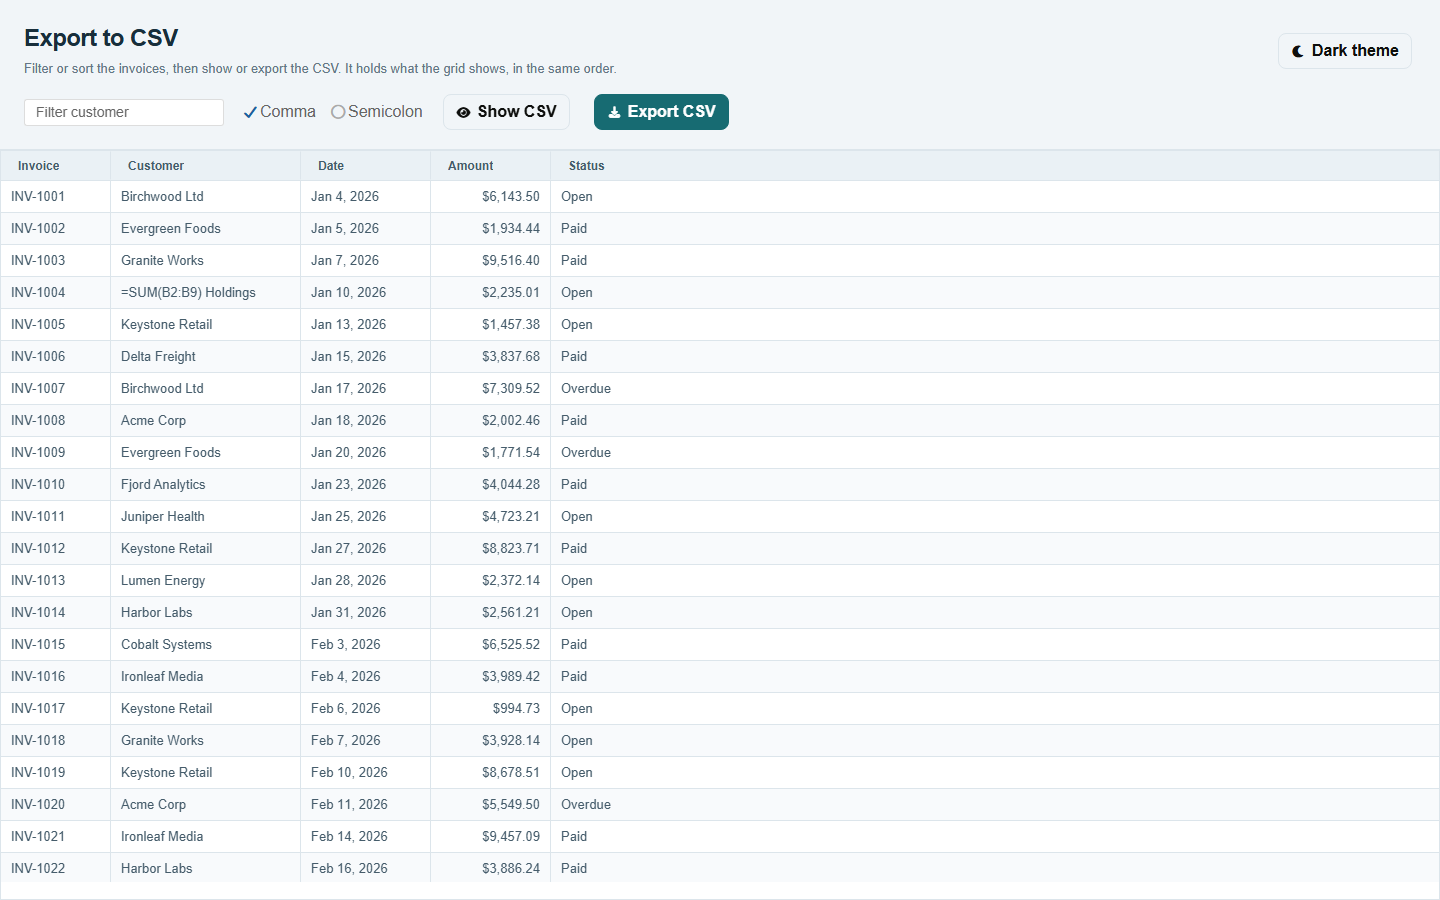 Export to CSV
Filter or sort the invoices, then show or export the CSV. It holds what the grid shows, in the same order.
Dark theme
Filter customer Comma Semicolon Show CSV Export CSV
Invoice Customer Date Amount Status
INV-1001 Birchwood Ltd Jan 4, 2026 $6,143.50 Open
INV-1002 Evergreen Foods Jan 5, 2026 $1,934.44 Paid
INV-1003 Granite Works Jan 7, 2026 $9,516.40 Paid
INV-1004 =SUM(B2:B9) Holdings Jan 10, 2026 $2,235.01 Open
INV-1005 Keystone Retail Jan 13, 2026 $1,457.38 Open
INV-1006 Delta Freight Jan 15, 2026 $3,837.68 Paid
INV-1007 Birchwood Ltd Jan 17, 2026 $7,309.52 Overdue
INV-1008 Acme Corp Jan 18, 2026 $2,002.46 Paid
INV-1009 Evergreen Foods Jan 20, 2026 $1,771.54 Overdue
INV-1010 Fjord Analytics Jan 23, 2026 $4,044.28 Paid
INV-1011 Juniper Health Jan 25, 2026 $4,723.21 Open
INV-1012 Keystone Retail Jan 27, 2026 $8,823.71 Paid
INV-1013 Lumen Energy Jan 28, 2026 $2,372.14 Open
INV-1014 Harbor Labs Jan 31, 2026 $2,561.21 Open
INV-1015 Cobalt Systems Feb 3, 2026 $6,525.52 Paid
INV-1016 Ironleaf Media Feb 4, 2026 $3,989.42 Paid
INV-1017 Keystone Retail Feb 6, 2026 $994.73 Open
INV-1018 Granite Works Feb 7, 2026 $3,928.14 Open
INV-1019 Keystone Retail Feb 10, 2026 $8,678.51 Open
INV-1020 Acme Corp Feb 11, 2026 $5,549.50 Overdue
INV-1021 Ironleaf Media Feb 14, 2026 $9,457.09 Paid
INV-1022 Harbor Labs Feb 16, 2026 $3,886.24 Paid